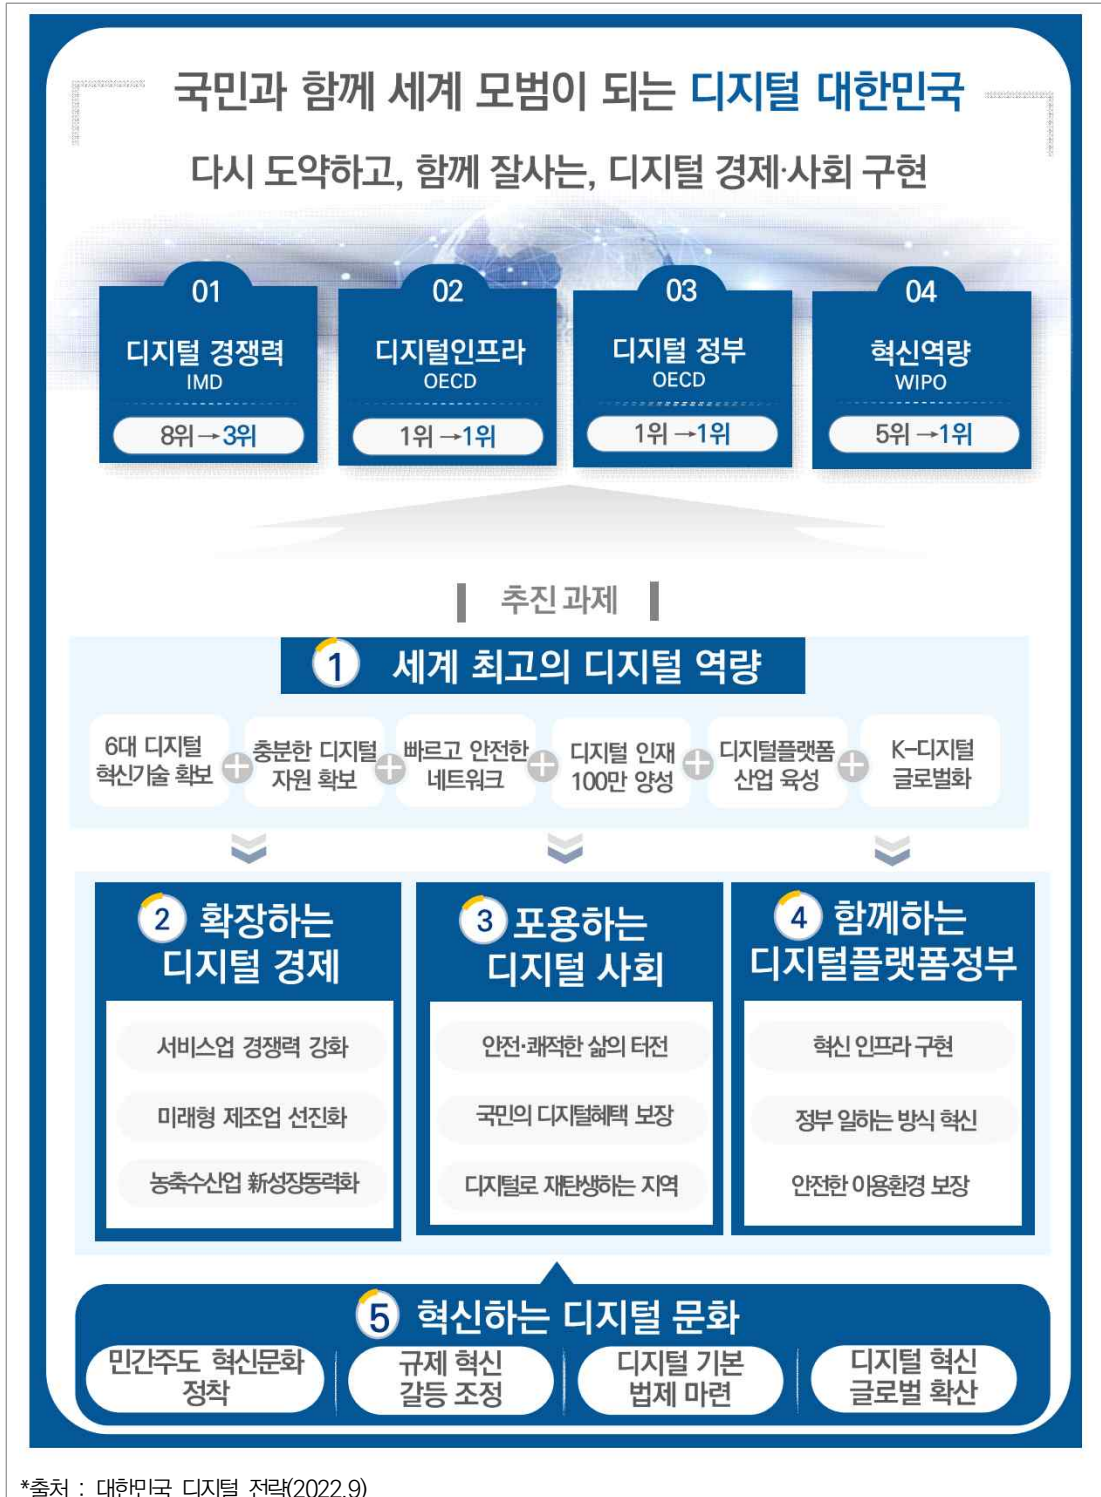 국민과 함께 세계 모범이 되는 디지털 대한민국
다시 도약하고, 함께 잘사는, 디지털 경제·사회 구현
01
디지털 경쟁력
IMD
8위→3위
02
디지털인프라
OECD
1위→1위
03
디지털 정부
OECD
1위→1위
04
혁신역량
WIPO
5위→1위
추진 과제
1 세계 최고의 디지털 역량
6대 디지털
혁신기술 확보
충분한 디지털
자원 확보
빠르고 안전한
네트워크
디지털 인재
100만 양성
디지털플랫폼
산업 육성
K-디지털
글로벌화
2 확장하는
디지털 경제
서비스업 경쟁력 강화
미래형 제조업 선진화
농축수산업 新성장동력화
3 포용하는
디지털 사회
안전·쾌적한 삶의 터전
국민의 디지털혜택 보장
디지털로 재탄생하는 지역
4 함께하는
디지털플랫폼정부
혁신 인프라 구현
정부 일하는 방식 혁신
안전한 이용환경 보장
5 혁신하는 디지털 문화
민간주도 혁신문화
정착
규제 혁신
갈등 조정
디지털 기본
법제 마련
디지털 혁신
글로벌 확산
*출처 : 대한민국 디지털 전략(2022.9)